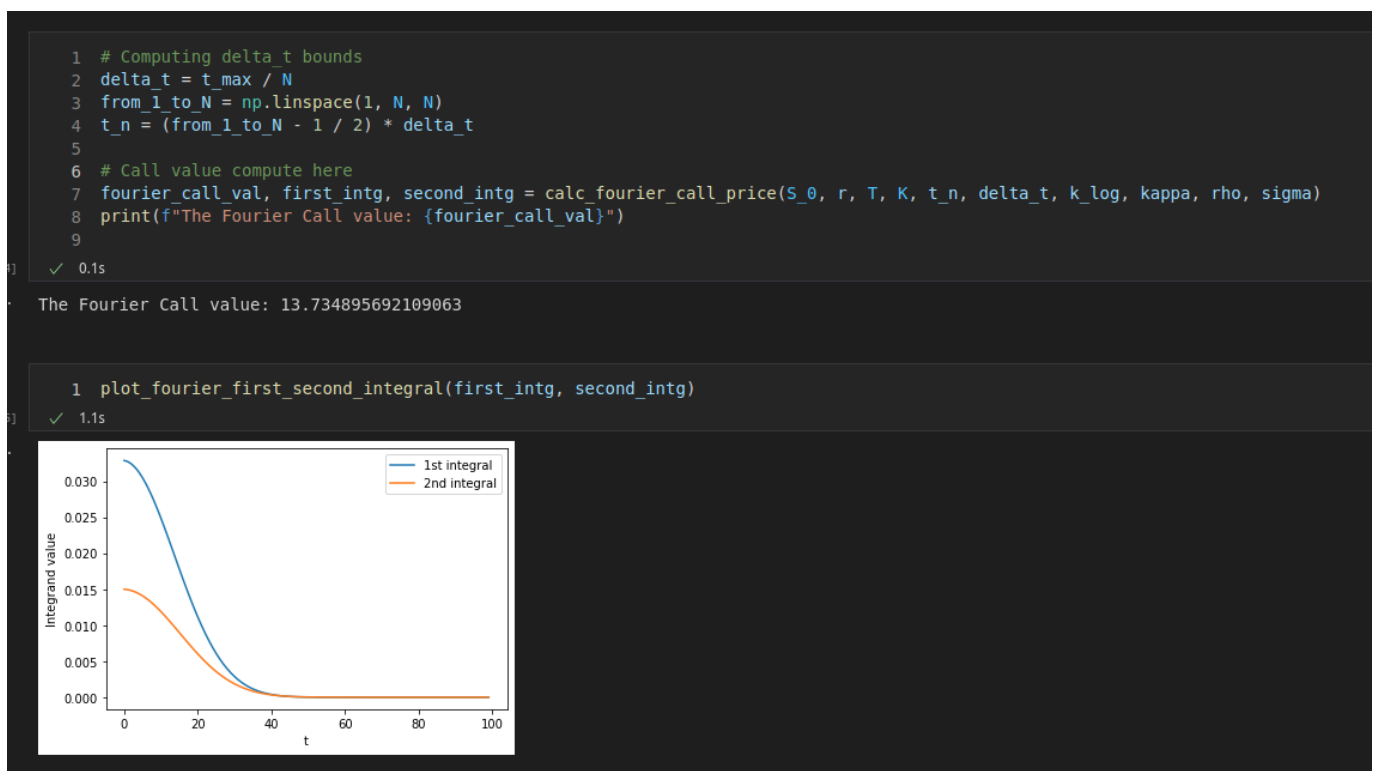 1 # Computing delta_t bounds
2 delta_t = t_max / N
3 from_1_to_N = np.linspace(1, N, N)
4 t_n = (from_1_to_N - 1 / 2) * delta_t
5
6 # Call value compute here
7 fourier_call_val, first_intg, second_intg = calc_fourier_call_price(S_0, r, T, K, t_n, delta_t, k_log, kappa, rho, sigma)
8 print(f"The Fourier Call value: {fourier_call_val}")
9
✓ 0.1s
The Fourier Call value: 13.734895692109063
1 plot_fourier_first_second_integral(first_intg, second_intg)
✓ 1.1s
1st integral
2nd integral
0.030
0.025
0.020
0.015
0.010
0.005
0.000
Integrand value
0 20 40 60 80 100
t